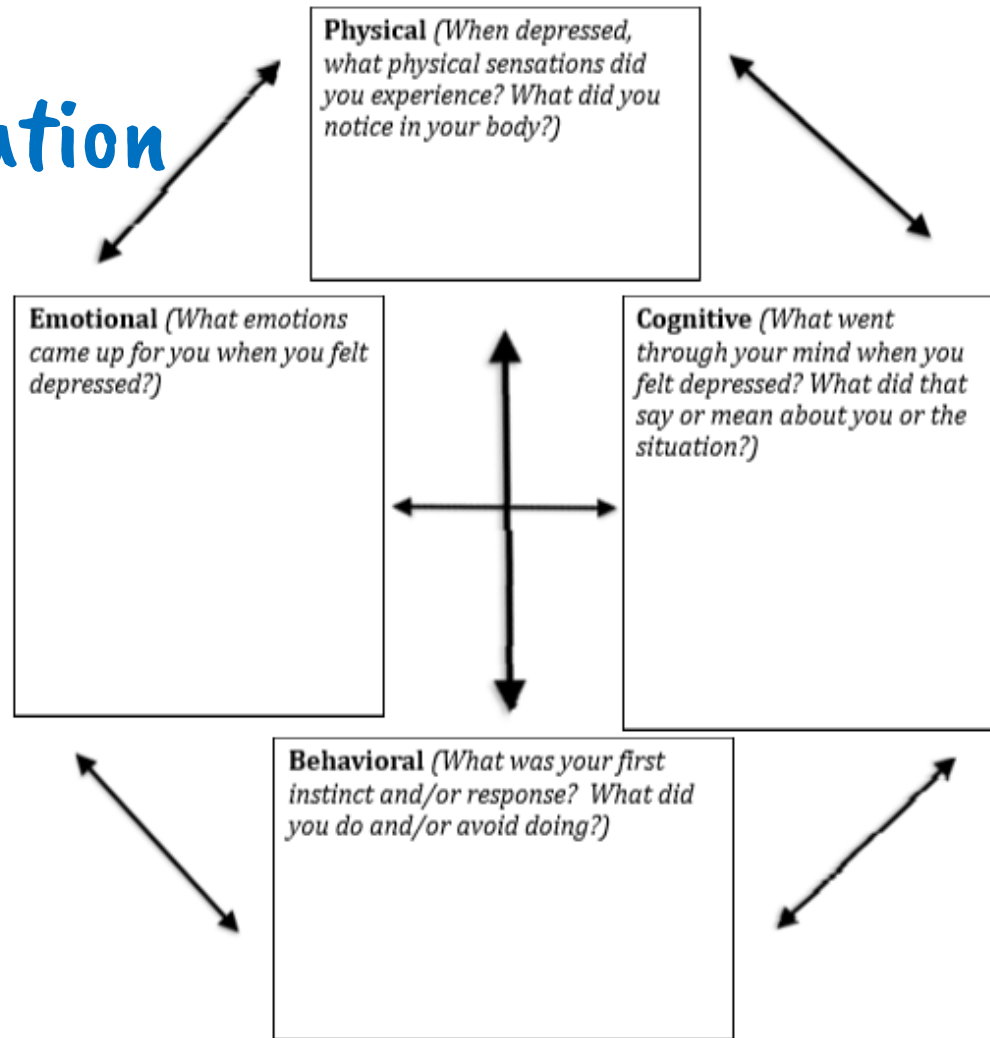 Physical (When depressed,
what physical sensations did
you experience? What did you
notice in your body?)
Emotional (What emotions
came up for you when you felt
depressed?)
Cognitive (What went
through your mind when you
felt depressed? What did that
say or mean about you or the
situation?)
Behavioral (What was your first
instinct and/or response?  What did
you do and/or avoid doing?)